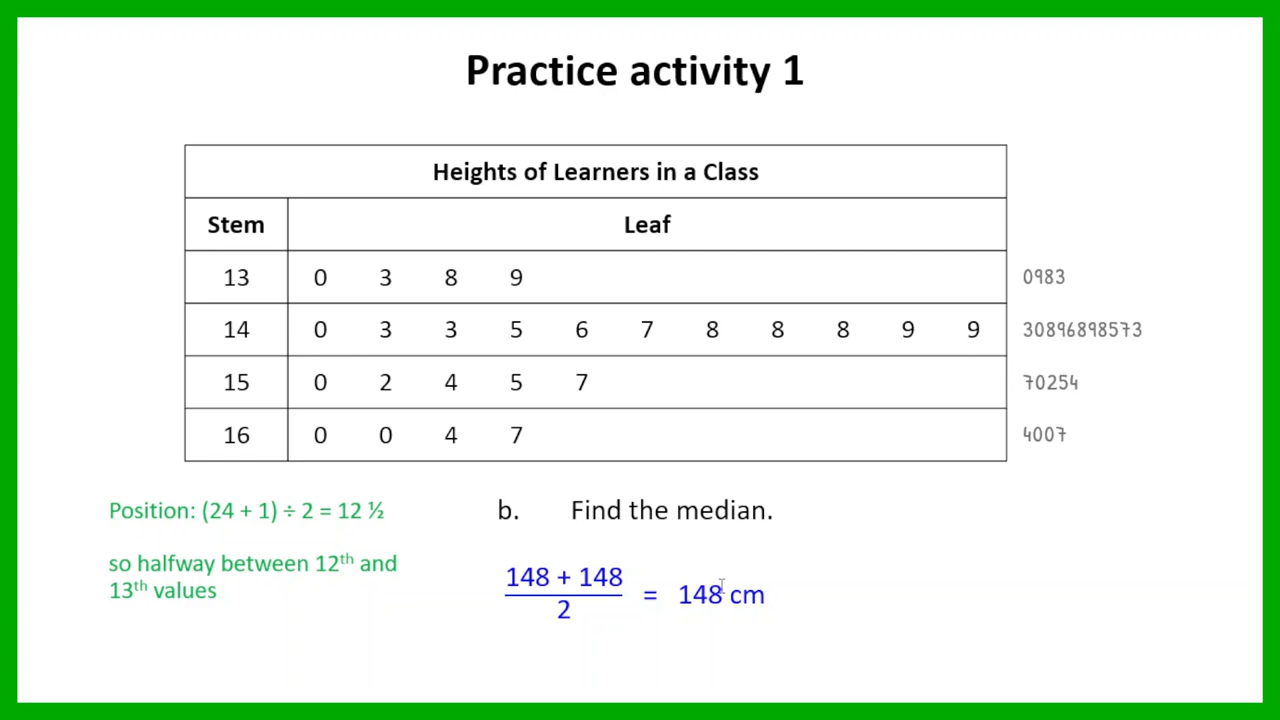 Practice activity 1
Heights of Learners in a Class
Stem Leaf
13 0 3 8 9 0983
14 0 3 3 5 6 7 8 8 8 9 9 30896898573
15 0 2 4 5 7 70254
16 0 0 4 7 4007
Position: (24 + 1) ÷ 2 = 12 ½
so halfway between 12th and
13th values
b. Find the median.
148 + 148
2
= 148 cm